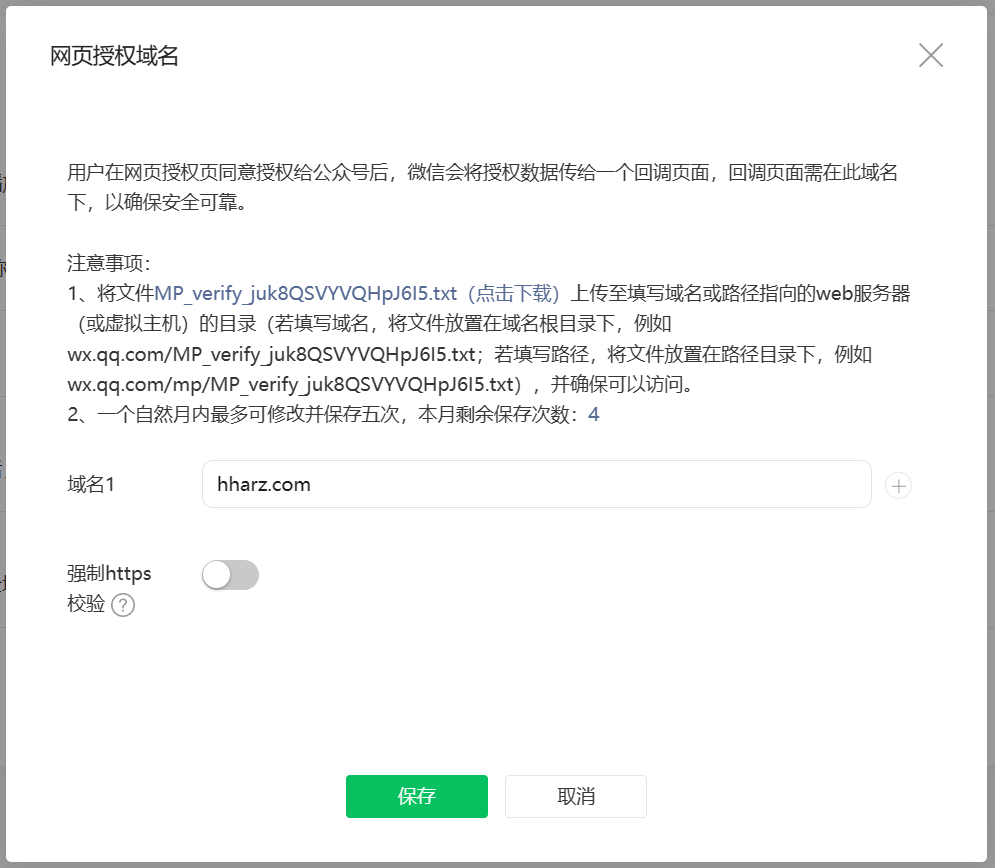 网页授权域名
用户在网页授权页同意授权给公众号后，微信会将授权数据传给一个回调页面，回调页面需在此域名
下，以确保安全可靠。
注意事项：
1、将文件MP_verify_juk8QSVYVQHpJ6I5.txt（点击下载）上传至填写域名或路径指向的web服务器
（或虚拟主机）的目录（若填写域名，将文件放置在域名根目录下，例如
wx.qq.com/MP_verify_juk8QSVYVQHpJ6I5.txt；若填写路径，将文件放置在路径目录下，例如
wx.qq.com/mp/MP_verify_juk8QSVYVQHpJ6I5.txt），并确保可以访问。
2、一个自然月内最多可修改并保存五次，本月剩余保存次数：4
域名1
hharz.com
强制https
校验
保存
取消